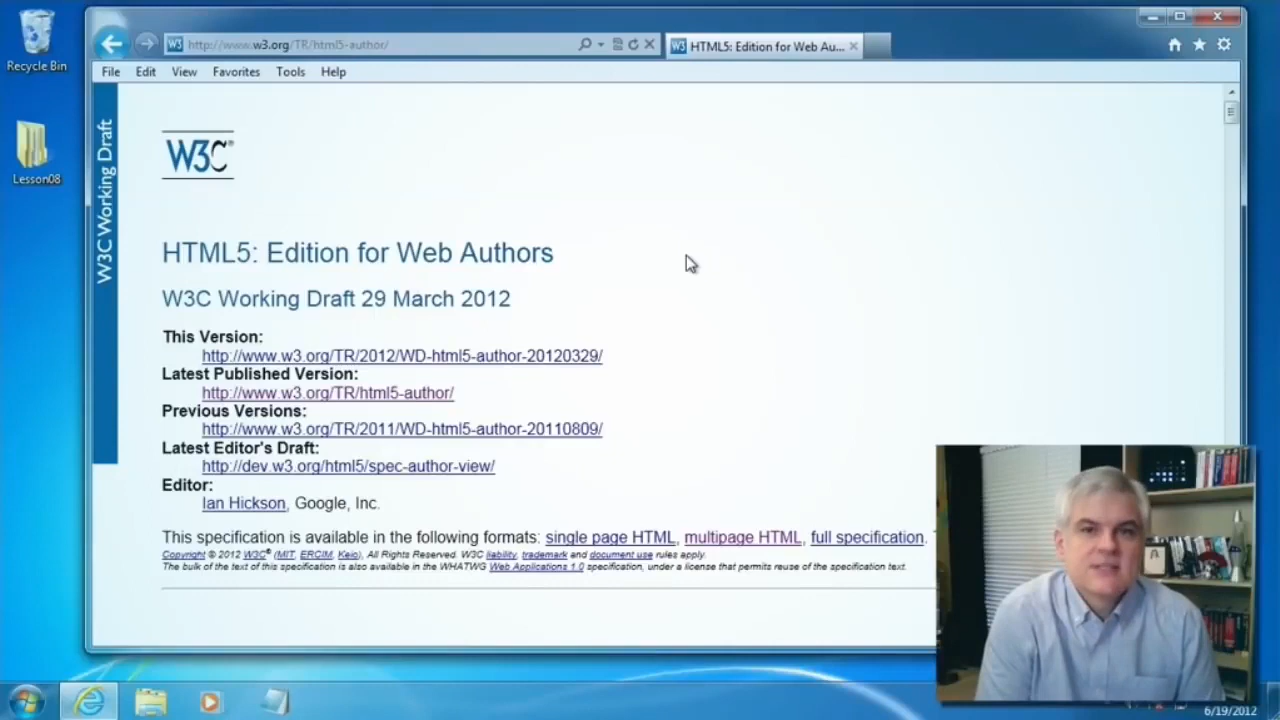 Recycle Bin
Lesson08
http://www.w3.org/TR/html5-author/
HTML5: Edition for Web Au...
File Edit View Favorites Tools Help
W3C Working Draft
W3C®
HTML5: Edition for Web Authors
W3C Working Draft 29 March 2012
This Version:
http://www.w3.org/TR/2012/WD-html5-author-20120329/
Latest Published Version:
http://www.w3.org/TR/html5-author/
Previous Versions:
http://www.w3.org/TR/2011/WD-html5-author-20110809/
Latest Editor's Draft:
http://dev.w3.org/html5/spec-author-view/
Editor:
Ian Hickson, Google, Inc.
This specification is available in the following formats: single page HTML, multipage HTML, full specification.
Copyright © 2012 W3C® (MIT, ERCIM, Keio), All Rights Reserved. W3C liability, trademark and document use rules apply.
The bulk of the text of this specification is also available in the WHATWG Web Applications 1.0 specification, under a license that permits reuse of the specification text.
6/19/2012